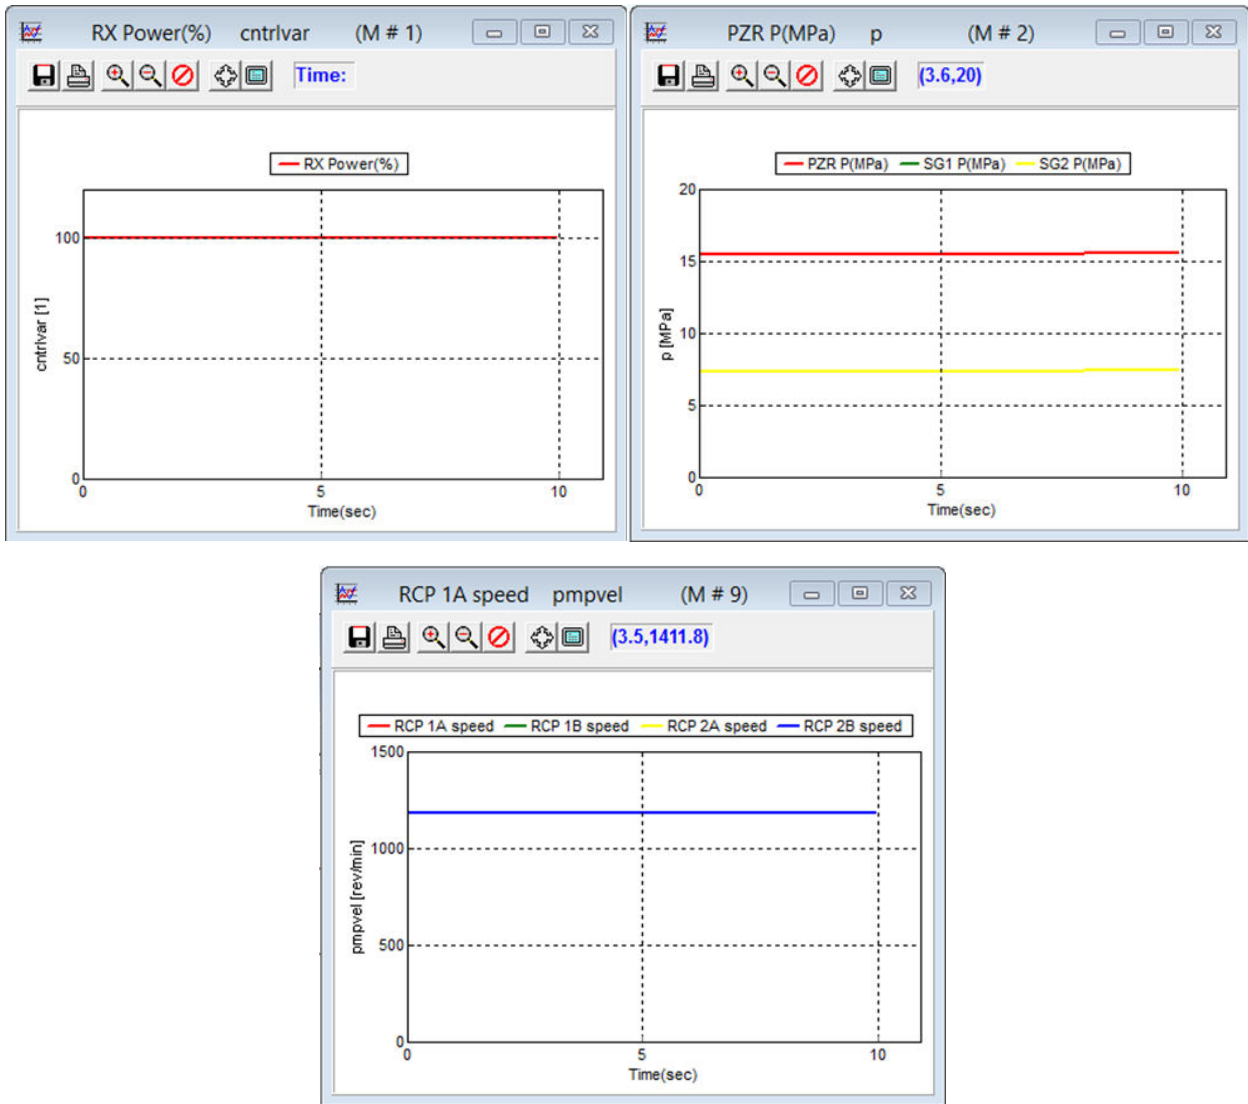 RX Power(%) cntrlvar (M # 1)
Time:
RX Power(%)
100
50
0
cntrlvar [1]
0 5 10
Time(sec)
PZR P(MPa) p (M # 2)
(3.6,20)
PZR P(MPa) SG1 P(MPa) SG2 P(MPa)
20
15
10
5
0
p [MPa]
0 5 10
Time(sec)
RCP 1A speed pmpvel (M # 9)
(3.5,1411.8)
RCP 1A speed RCP 1B speed RCP 2A speed RCP 2B speed
1500
1000
500
0
pmpvel [rev/min]
0 5 10
Time(sec)